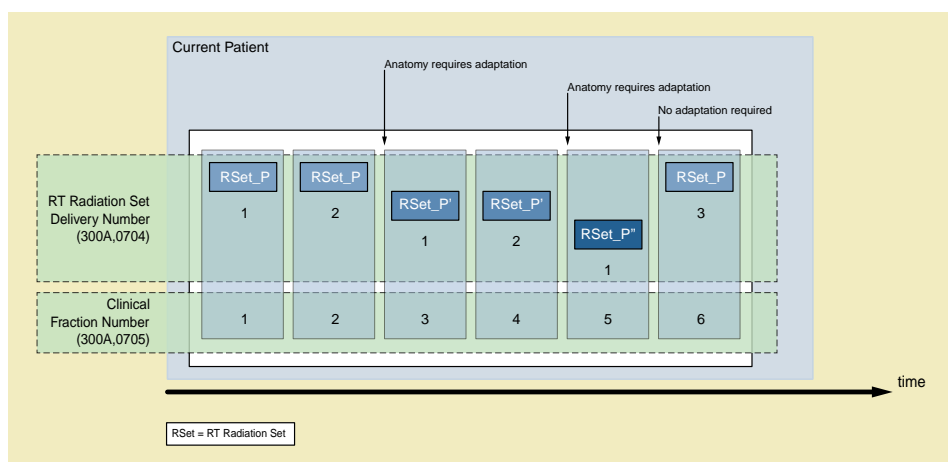 Current Patient
Anatomy requires adaptation
Anatomy requires adaptation
No adaptation required
RT Radiation Set
Delivery Number
(300A,0704)
RSet_P
1
RSet_P
2
RSet_P'
1
RSet_P'
2
RSet_P"
1
RSet_P
3
Clinical
Fraction Number
(300A,0705)
1
2
3
4
5
6
time
RSet = RT Radiation Set